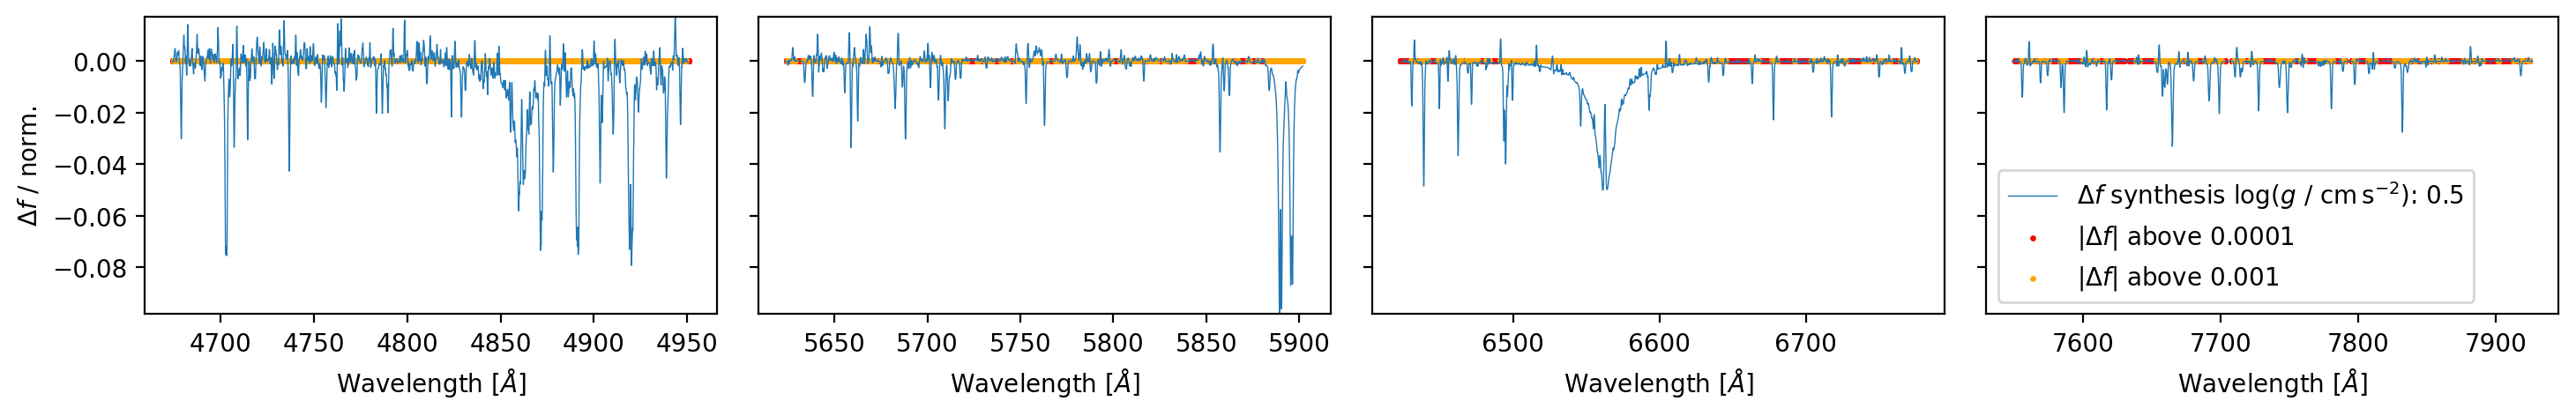 Δf / norm.
0.00
−0.02
−0.04
−0.06
−0.08
4700 4750 4800 4850 4900 4950
Wavelength [Å]
5650 5700 5750 5800 5850 5900
Wavelength [Å]
6500 6600 6700
Wavelength [Å]
Δf synthesis log(g / cm s⁻²): 0.5
|Δf| above 0.0001
|Δf| above 0.001
7600 7700 7800 7900
Wavelength [Å]